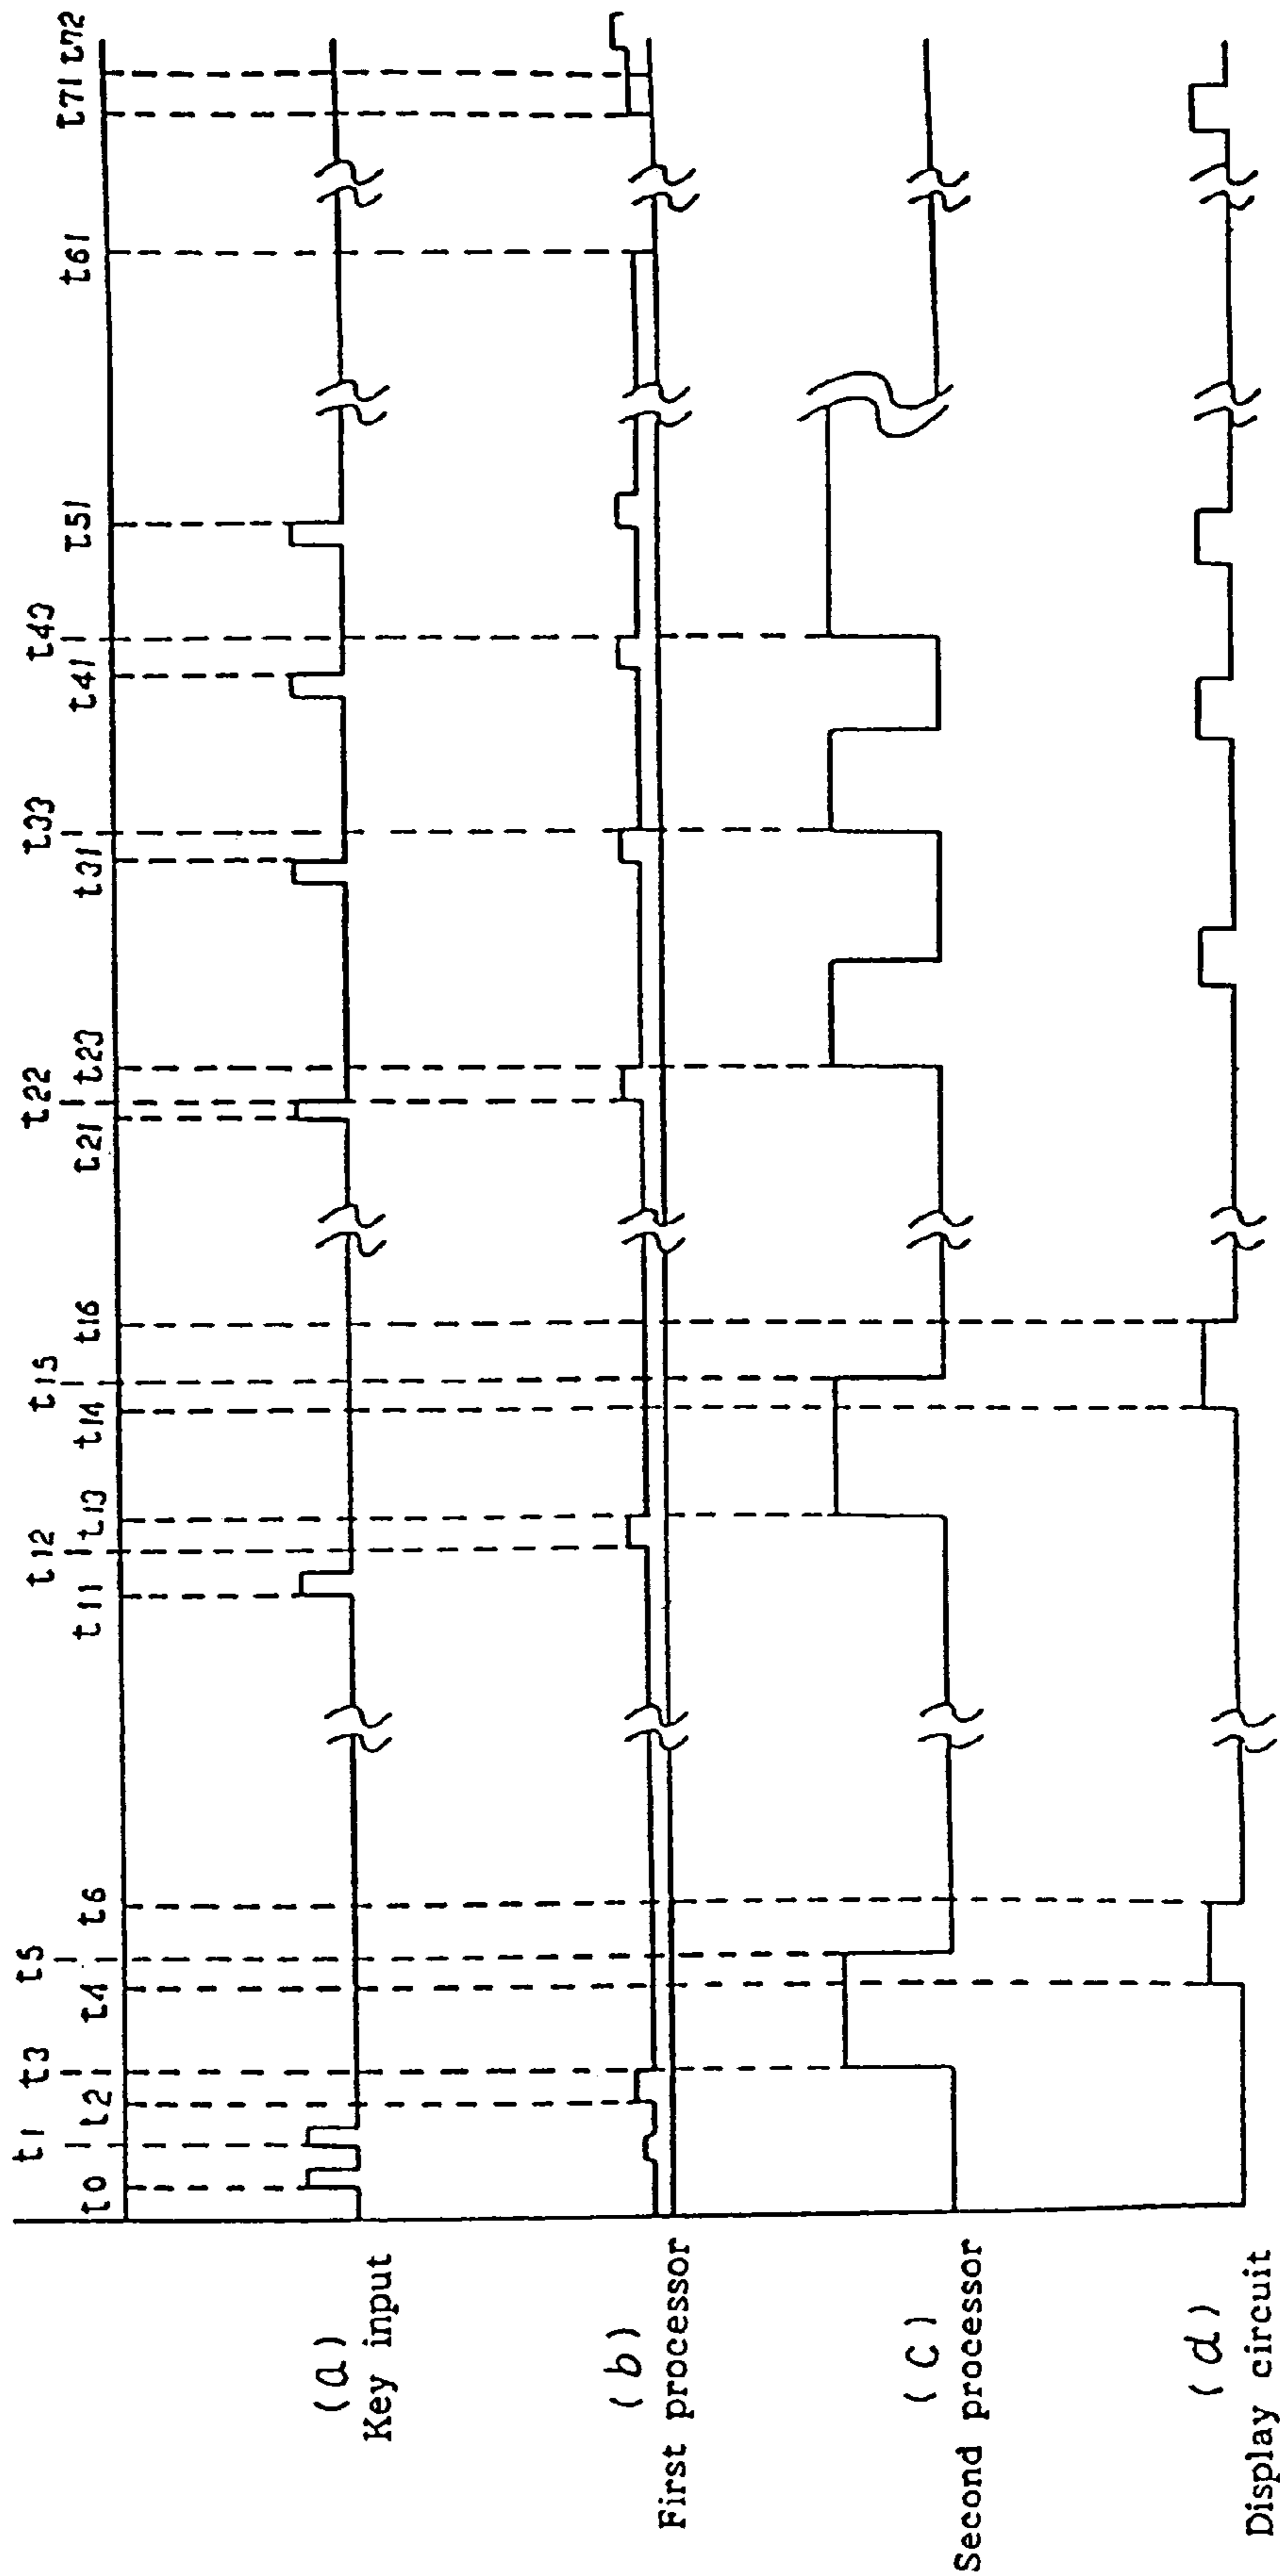 t0
t1
t2
t3
t4
t5
t6
t11
t12
t13
t14
t15
t16
t21
t22
t23
t31
t33
t41
t43
t51
t61
t71
t72
(a)
Key input
(b)
First processor
(c)
Second processor
(d)
Display circuit